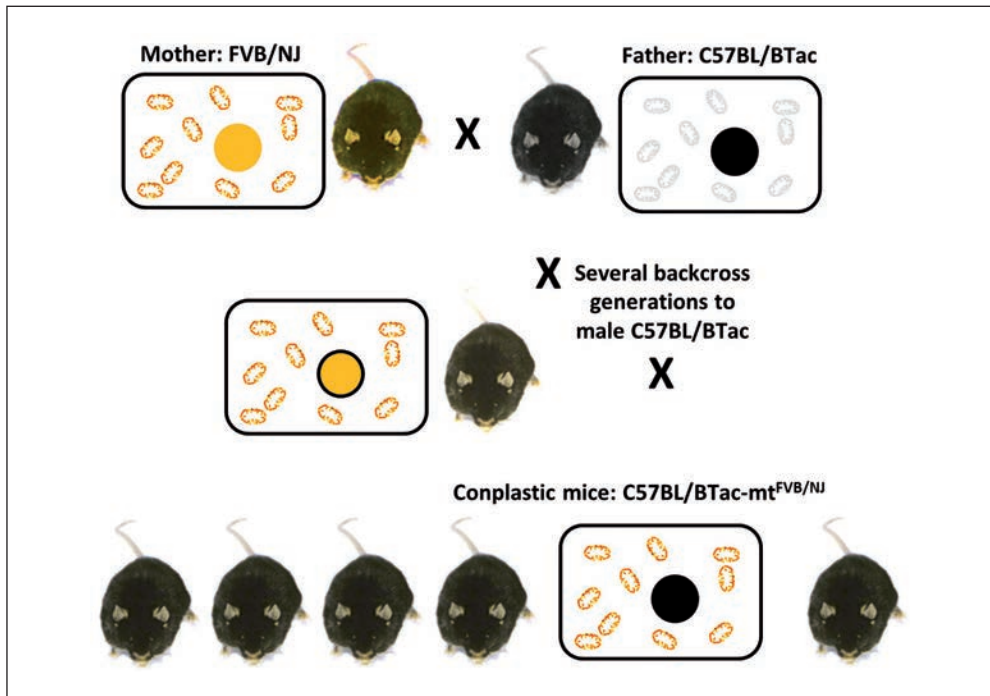 Mother: FVB/NJ
Father: C57BL/BTac
X
X Several backcross
generations to
male C57BL/BTac
X
Conplastic mice: C57BL/BTac-mtFVB/NJ